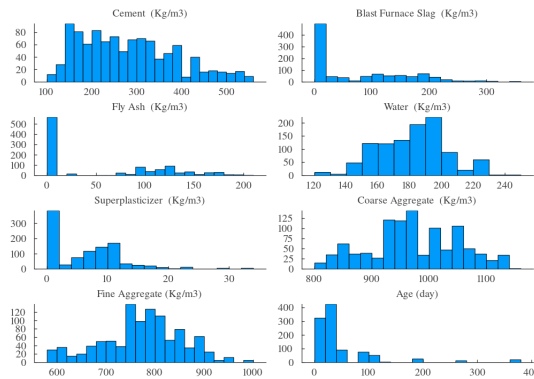 Cement (Kg/m3)
80
60
40
20
0
100 200 300 400 500
Blast Furnace Slag (Kg/m3)
400
300
200
100
0
0 100 200 300
Fly Ash (Kg/m3)
500
400
300
200
100
0
0 50 100 150 200
Water (Kg/m3)
200
150
100
50
0
120 140 160 180 200 220 240
Superplasticizer (Kg/m3)
300
200
100
0
0 10 20 30
Coarse Aggregate (Kg/m3)
125
100
75
50
25
0
800 900 1000 1100
Fine Aggregate (Kg/m3)
120
100
80
60
40
20
0
600 700 800 900 1000
Age (day)
400
300
200
100
0
0 100 200 300 40